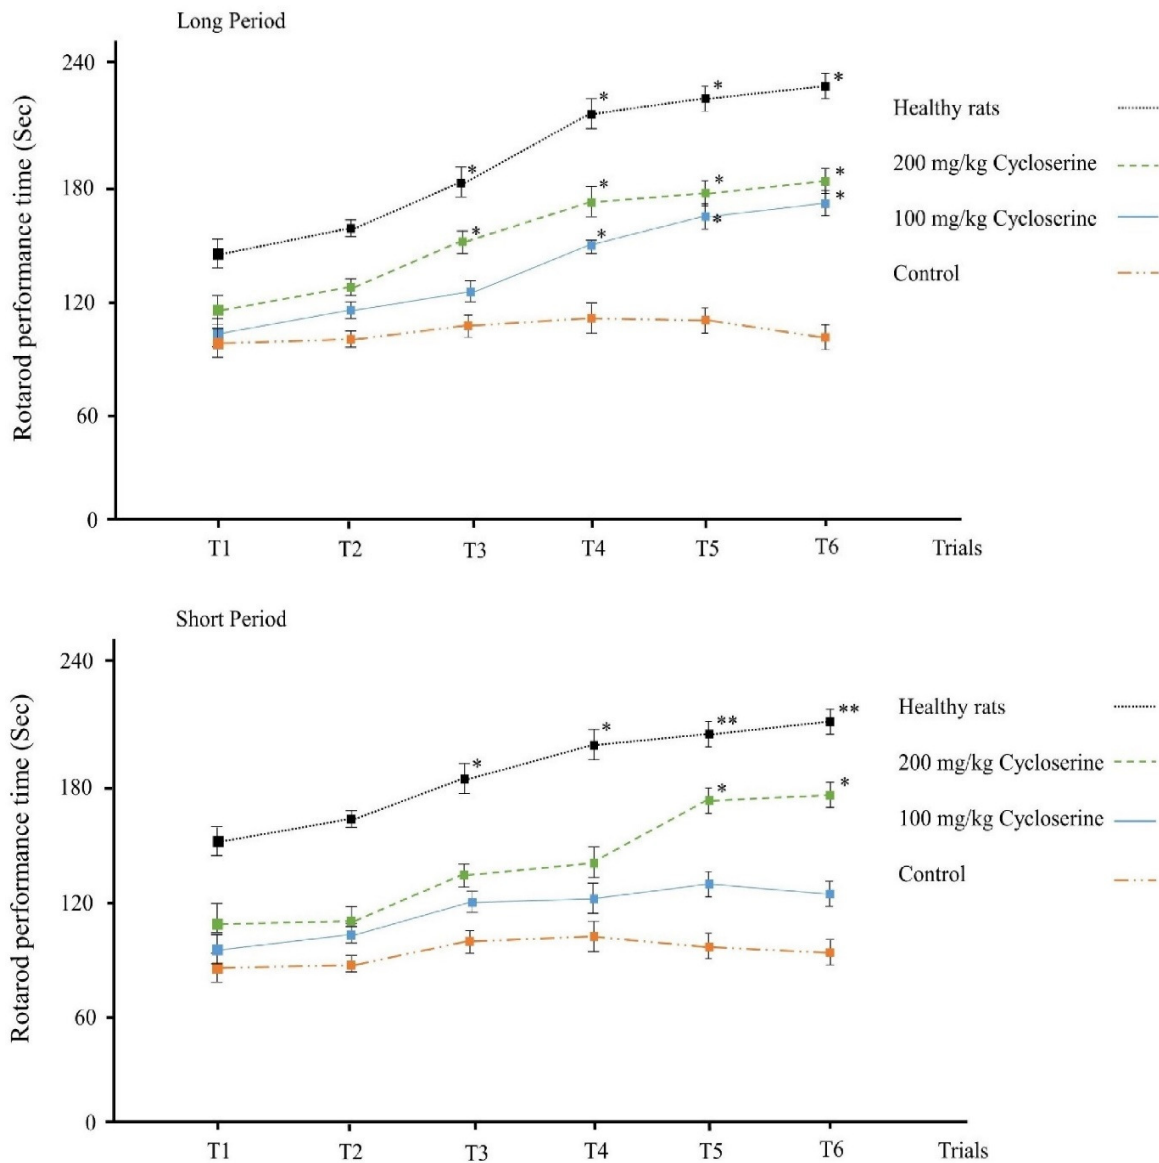 Long Period
Rotarod performance time (Sec)
240
180
120
60
0
*
*
*
*
*
*
*
*
*
*
*
T1
T2
T3
T4
T5
T6
Trials
Healthy rats
200 mg/kg Cycloserine
100 mg/kg Cycloserine
Control
Short Period
Rotarod performance time (Sec)
240
180
120
60
0
*
*
**
**
*
*
T1
T2
T3
T4
T5
T6
Trials
Healthy rats
200 mg/kg Cycloserine
100 mg/kg Cycloserine
Control